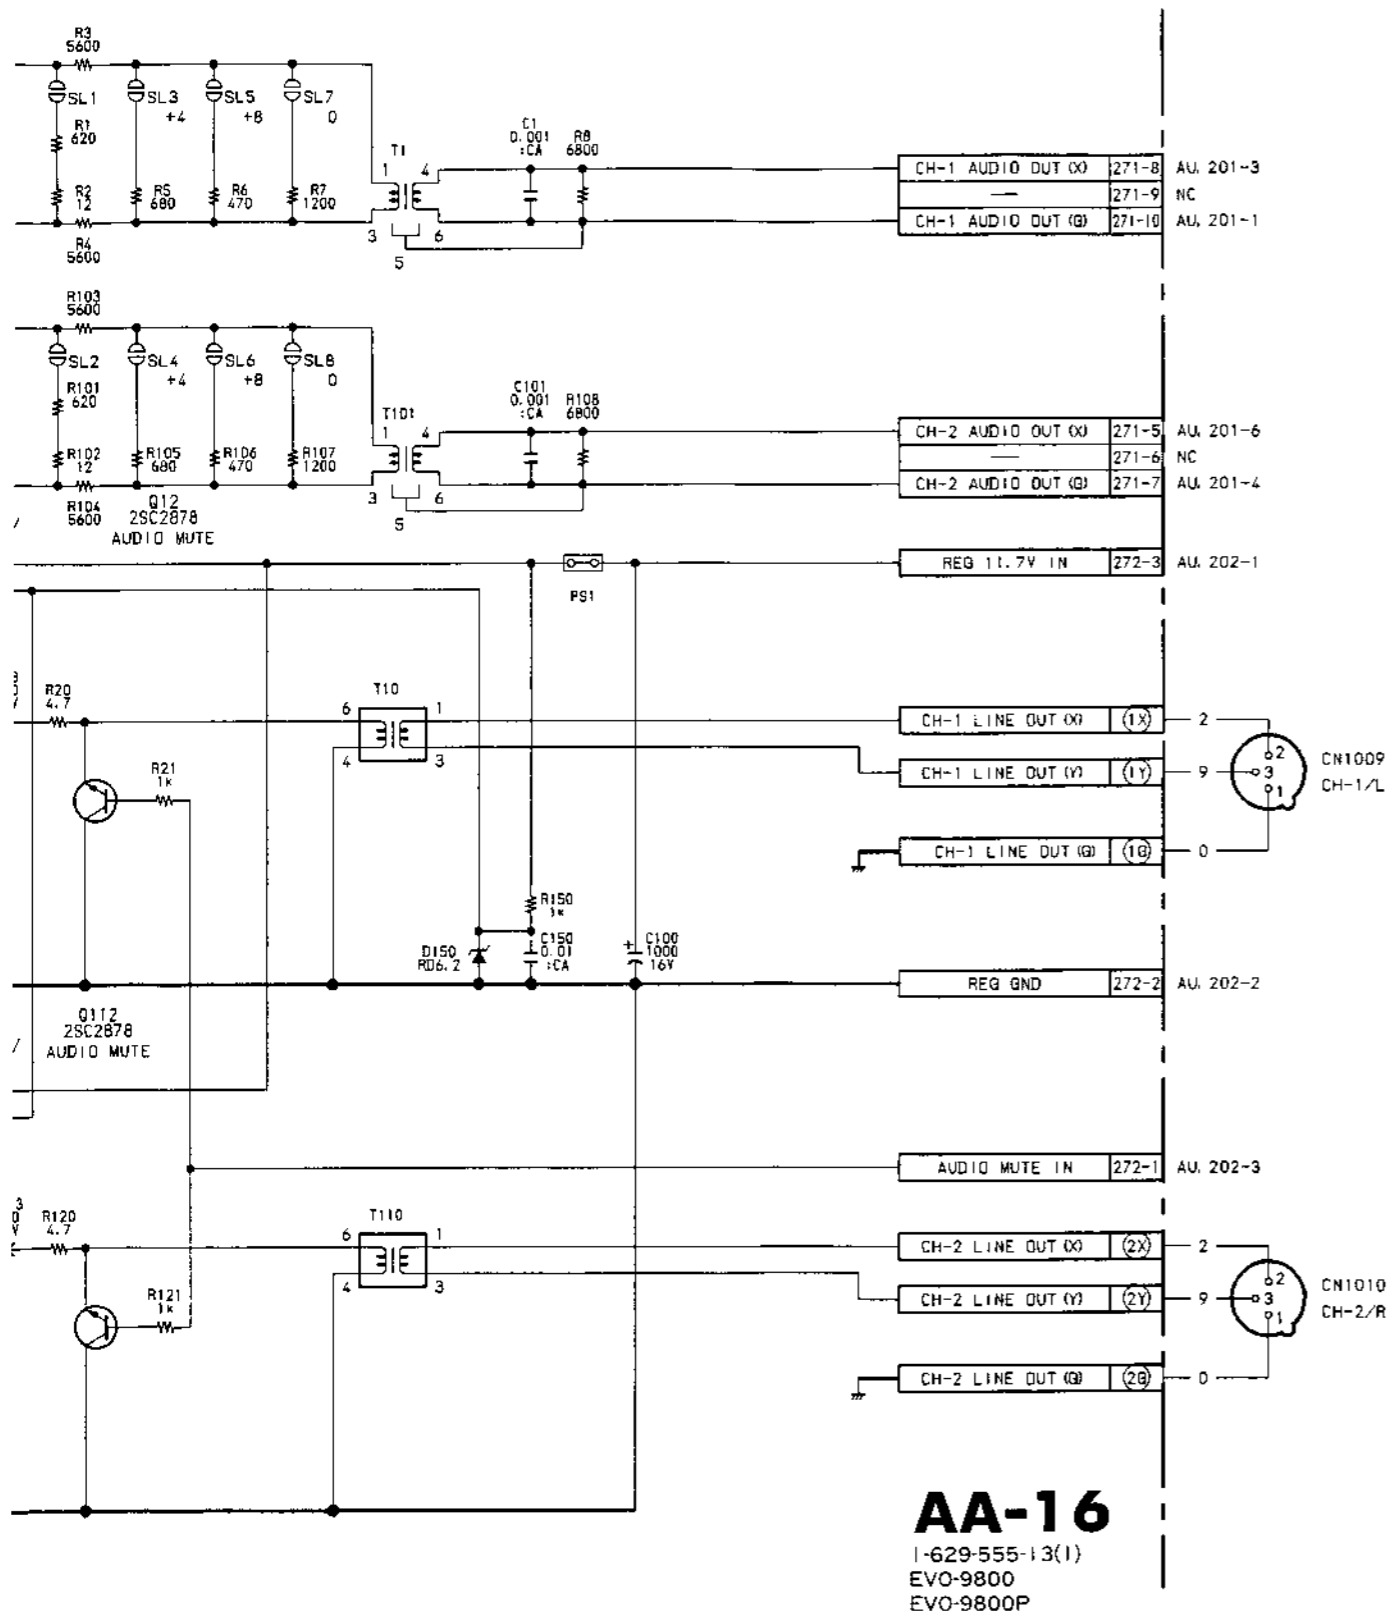 R3
5600
SL1
SL3
+4
SL5
+8
SL7
0
R1
620
R2
12
R5
680
R6
470
R7
1200
R4
5600
T1
1
4
3
6
5
C1
0.001
:CA
R8
6800
CH-1 AUDIO OUT (X) 271-8 AU. 201-3
— 271-9 NC
CH-1 AUDIO OUT (G) 271-10 AU. 201-1
R103
5600
SL2
SL4
+4
SL6
+8
SL8
0
R101
620
R102
12
R105
680
R106
470
R107
1200
R104
5600
T101
1
4
3
6
5
C101
0.001
:CA
R108
6800
CH-2 AUDIO OUT (X) 271-5 AU. 201-6
— 271-6 NC
CH-2 AUDIO OUT (G) 271-7 AU. 201-4
Q12
2SC2878
AUDIO MUTE
PS1
REG 11.7V IN 272-3 AU. 202-1
R20
4.7
R21
1k
T10
6
1
4
3
CH-1 LINE OUT (X) 1X 2
CH-1 LINE OUT (Y) 1Y 9
CH-1 LINE OUT (G) 1G 0
2
3
1
CN1009
CH-1/L
R150
1k
D150
RD6.2
C150
0.01
:CA
+ C100
1000
16V
REG GND 272-2 AU. 202-2
Q112
2SC2878
AUDIO MUTE
AUDIO MUTE IN 272-1 AU. 202-3
R120
4.7
R121
1k
T110
6
1
4
3
CH-2 LINE OUT (X) 2X 2
CH-2 LINE OUT (Y) 2Y 9
CH-2 LINE OUT (G) 2G 0
2
3
1
CN1010
CH-2/R
AA-16
1-629-555-13(1)
EVO-9800
EVO-9800P